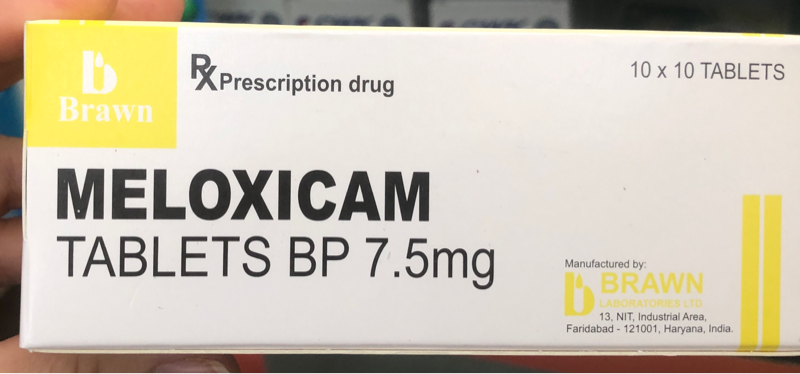 Brawn
Rx Prescription drug
10 x 10 TABLETS
MELOXICAM
TABLETS BP 7.5mg
Manufactured by:
BRAWN
LABORATORIES LTD
13, NIT, Industrial Area,
Faridabad - 121001, Haryana, India.